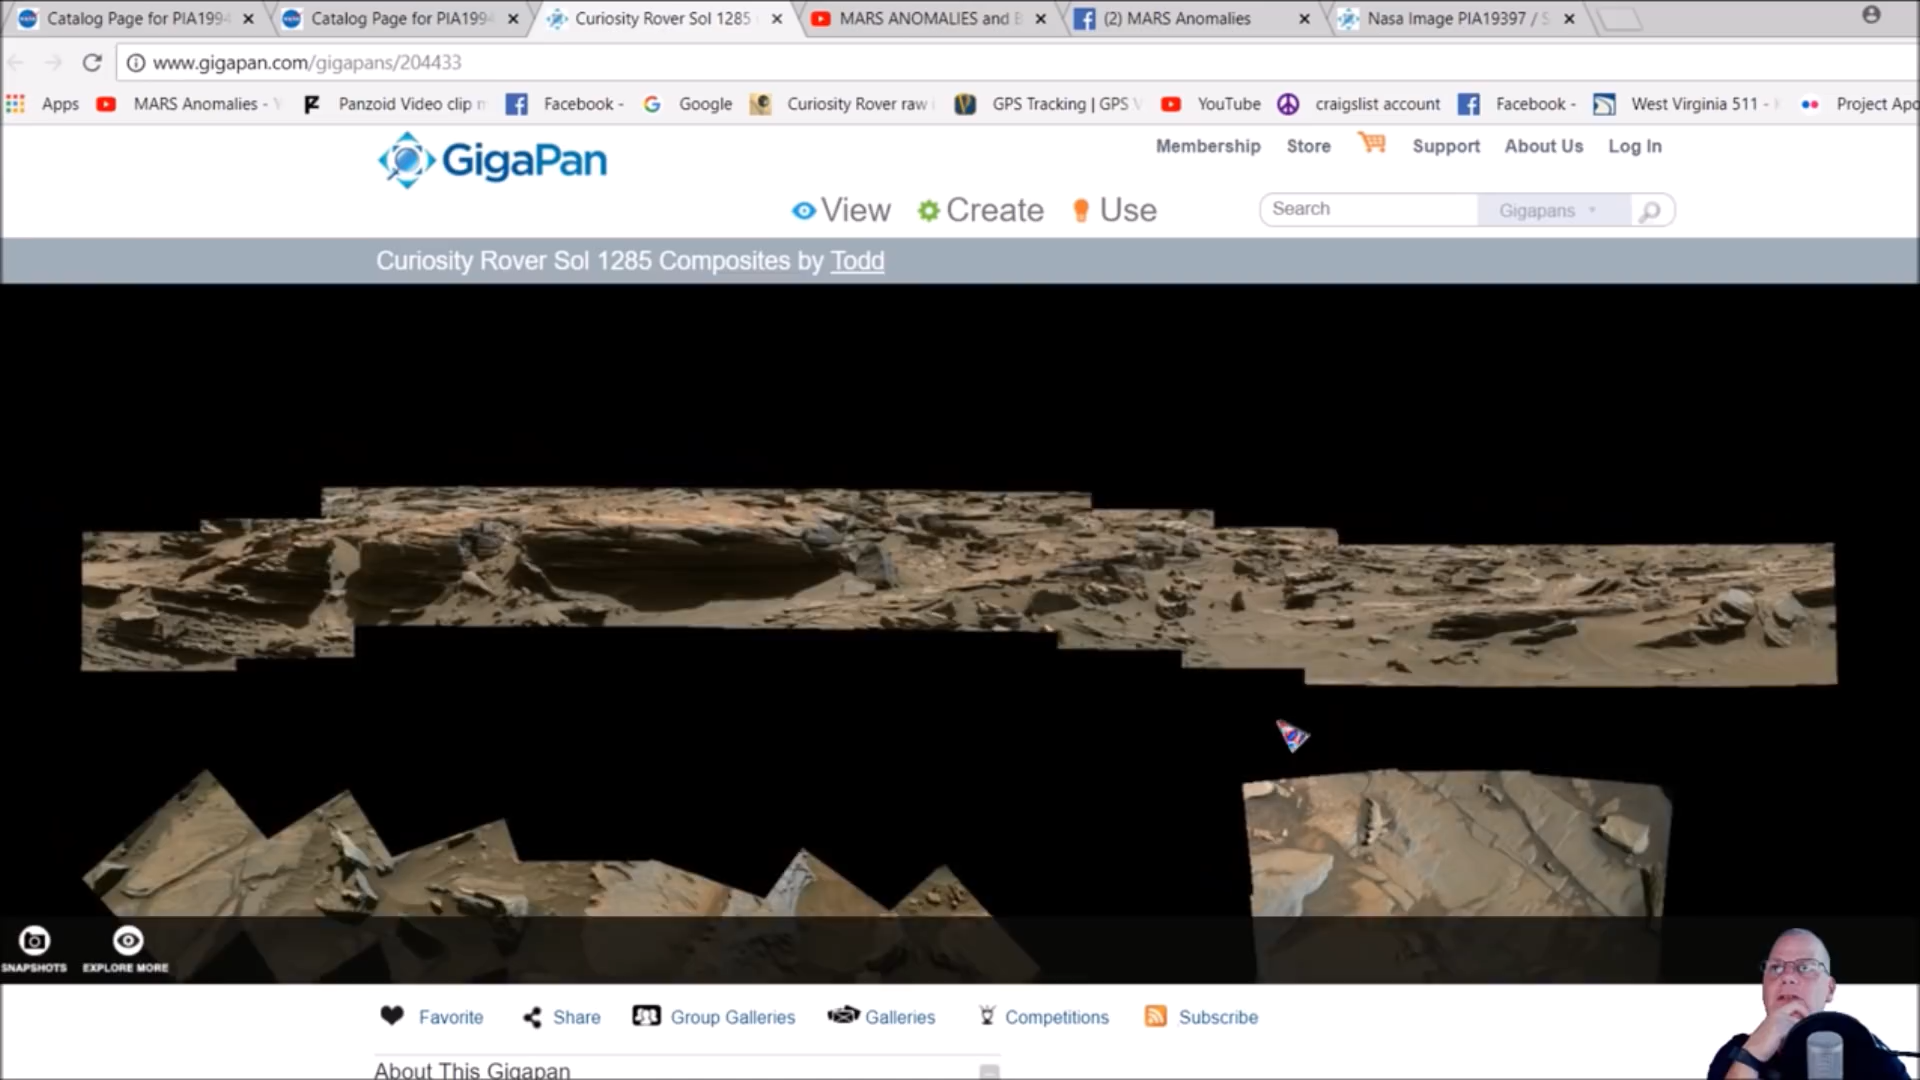 Catalog Page for PIA1994
Catalog Page for PIA1994
Curiosity Rover Sol 1285
MARS ANOMALIES and
(2) MARS Anomalies
Nasa Image PIA19397 / S
www.gigapan.com/gigapans/204433
Apps
MARS Anomalies -
Panzoid Video clip m
Facebook -
Google
Curiosity Rover raw
GPS Tracking | GPS
YouTube
craigslist account
Facebook -
West Virginia 511 -
Project Apo
GigaPan
Membership
Store
Support
About Us
Log In
View
Create
Use
Search
Gigapans
Curiosity Rover Sol 1285 Composites by Todd
SNAPSHOTS
EXPLORE MORE
Favorite
Share
Group Galleries
Galleries
Competitions
Subscribe
About This Gigapan